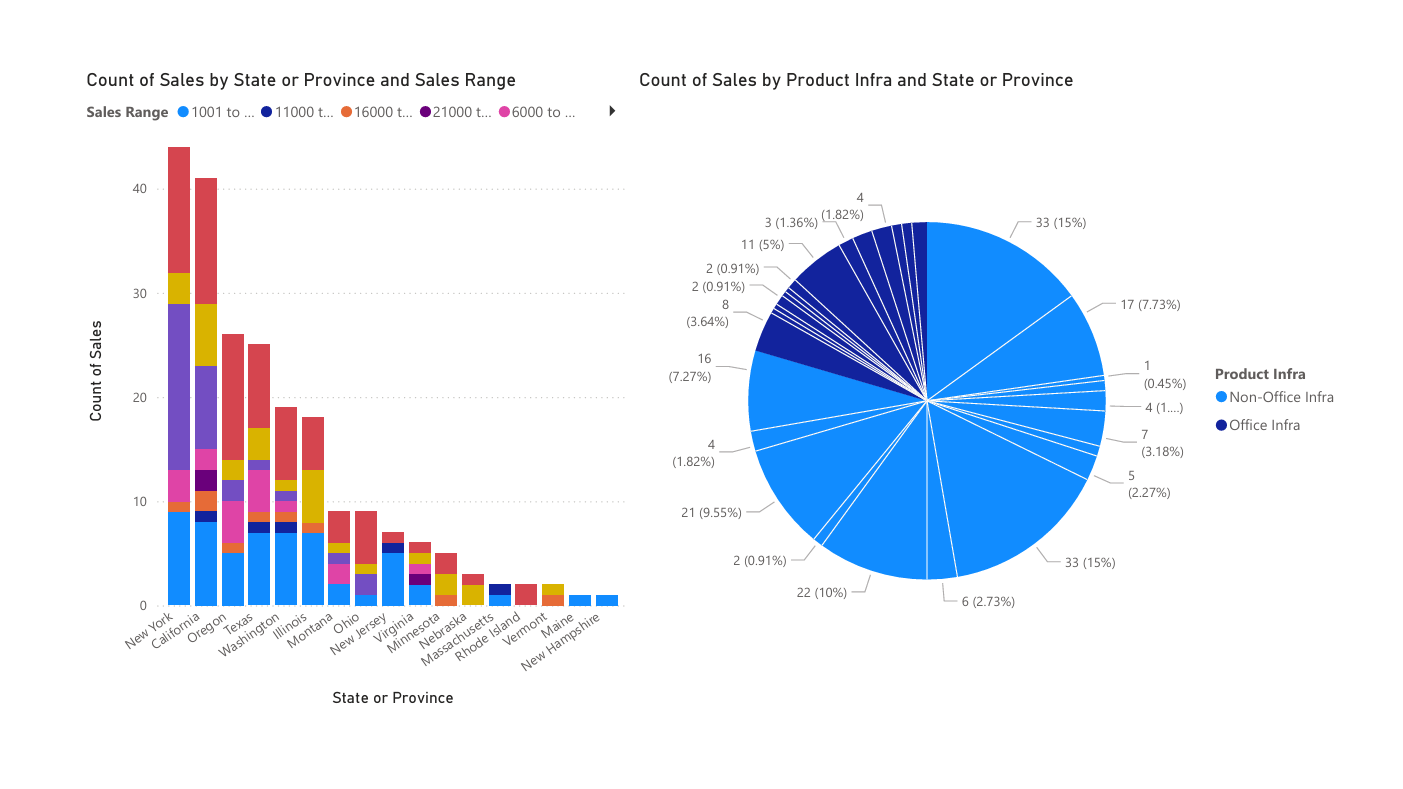 Count of Sales by State or Province and Sales Range
Sales Range 1001 to ... 11000 t... 16000 t... 21000 t... 6000 to ...
Count of Sales
40
30
20
10
0
New York
California
Oregon
Texas
Washington
Illinois
Montana
Ohio
New Jersey
Virginia
Minnesota
Nebraska
Massachusetts
Rhode Island
Vermont
Maine
New Hampshire
State or Province
Count of Sales by Product Infra and State or Province
33 (15%)
17 (7.73%)
1
(0.45%)
4 (1....)
7
(3.18%)
5
(2.27%)
33 (15%)
6 (2.73%)
22 (10%)
2 (0.91%)
21 (9.55%)
4
(1.82%)
16
(7.27%)
8
(3.64%)
2 (0.91%)
2 (0.91%)
11 (5%)
3 (1.36%)
4
(1.82%)
Product Infra
Non-Office Infra
Office Infra